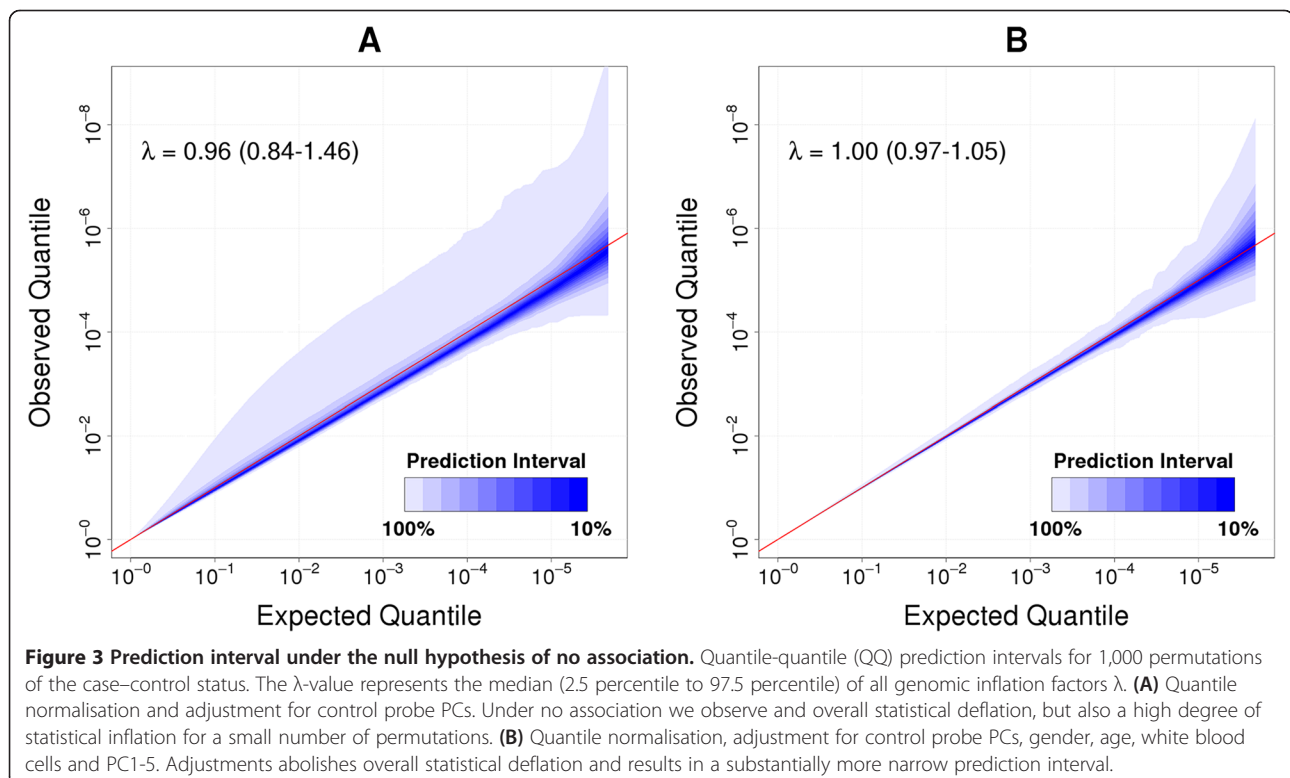 A
B
λ = 0.96 (0.84-1.46)
λ = 1.00 (0.97-1.05)
Observed Quantile
10⁻⁸
10⁻⁶
10⁻⁴
10⁻²
10⁻⁰
Prediction Interval
100% 10%
10⁻⁰ 10⁻¹ 10⁻² 10⁻³ 10⁻⁴ 10⁻⁵
Expected Quantile
Observed Quantile
10⁻⁸
10⁻⁶
10⁻⁴
10⁻²
10⁻⁰
Prediction Interval
100% 10%
10⁻⁰ 10⁻¹ 10⁻² 10⁻³ 10⁻⁴ 10⁻⁵
Expected Quantile
Figure 3 Prediction interval under the null hypothesis of no association. Quantile-quantile (QQ) prediction intervals for 1,000 permutations
of the case–control status. The λ-value represents the median (2.5 percentile to 97.5 percentile) of all genomic inflation factors λ. (A) Quantile
normalisation and adjustment for control probe PCs. Under no association we observe and overall statistical deflation, but also a high degree of
statistical inflation for a small number of permutations. (B) Quantile normalisation, adjustment for control probe PCs, gender, age, white blood
cells and PC1-5. Adjustments abolishes overall statistical deflation and results in a substantially more narrow prediction interval.